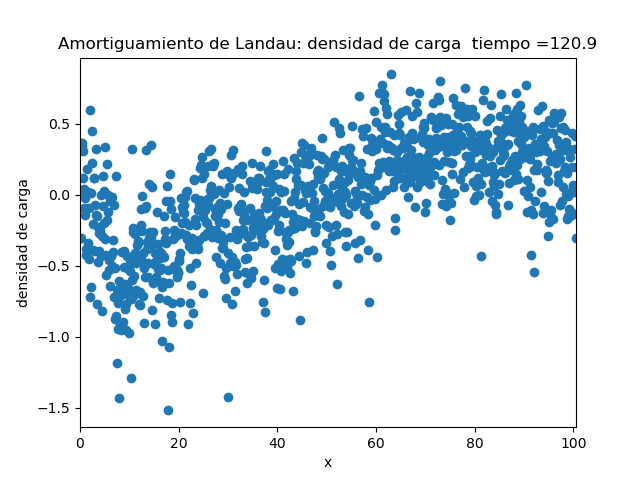 Amortiguamiento de Landau: densidad de carga  tiempo =120.9
densidad de carga
0.5
0.0
−0.5
−1.0
−1.5
0 20 40 60 80 100
x